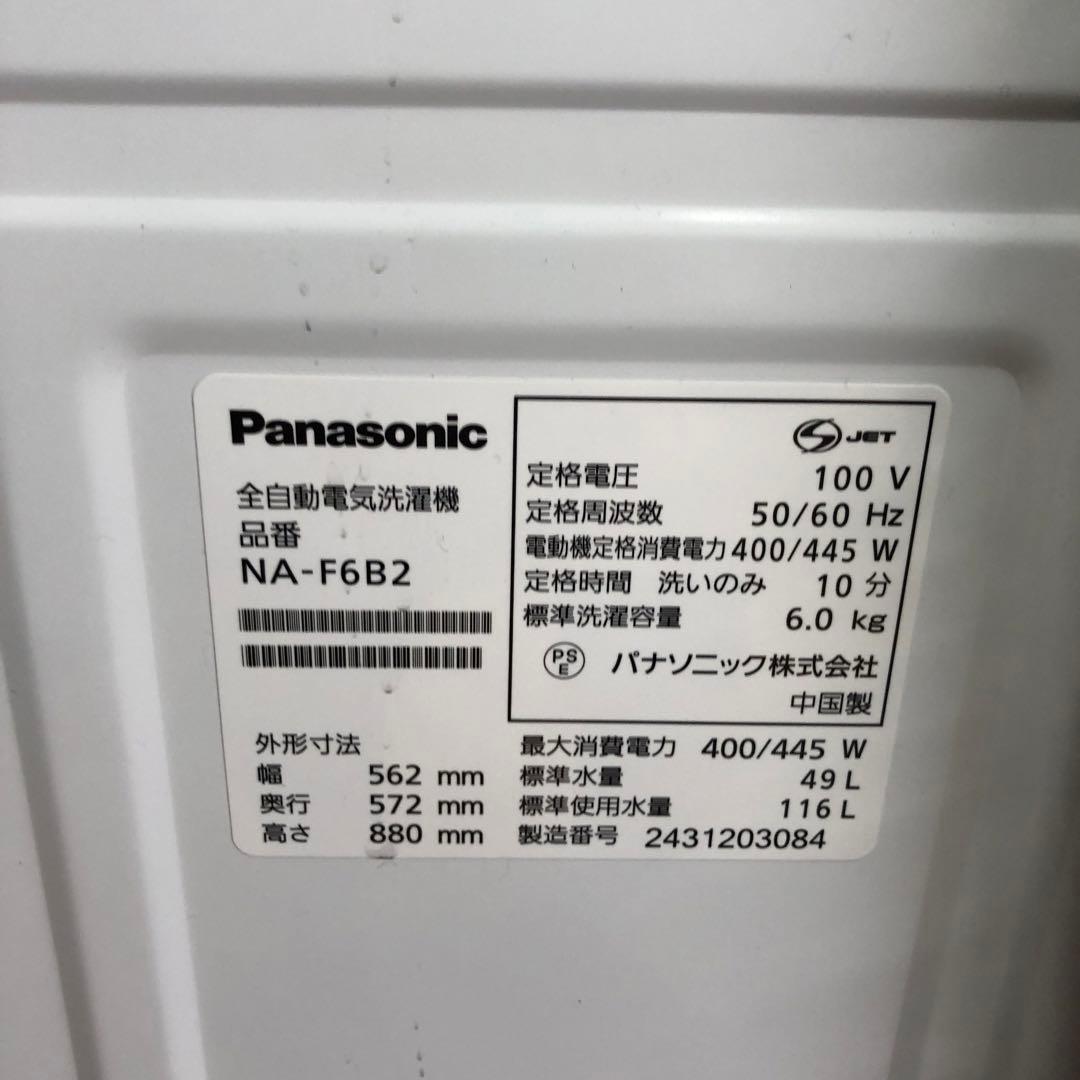 Panasonic
全自動電気洗濯機
品番
NA-F6B2
JET
定格電圧 100 V
定格周波数 50/60 Hz
電動機定格消費電力 400/445 W
定格時間 洗いのみ 10 分
標準洗濯容量 6.0 kg
PSE パナソニック株式会社
中国製
外形寸法
幅 562 mm
奥行 572 mm
高さ 880 mm
最大消費電力 400/445 W
標準水量 49 L
標準使用水量 116 L
製造番号 2431203084